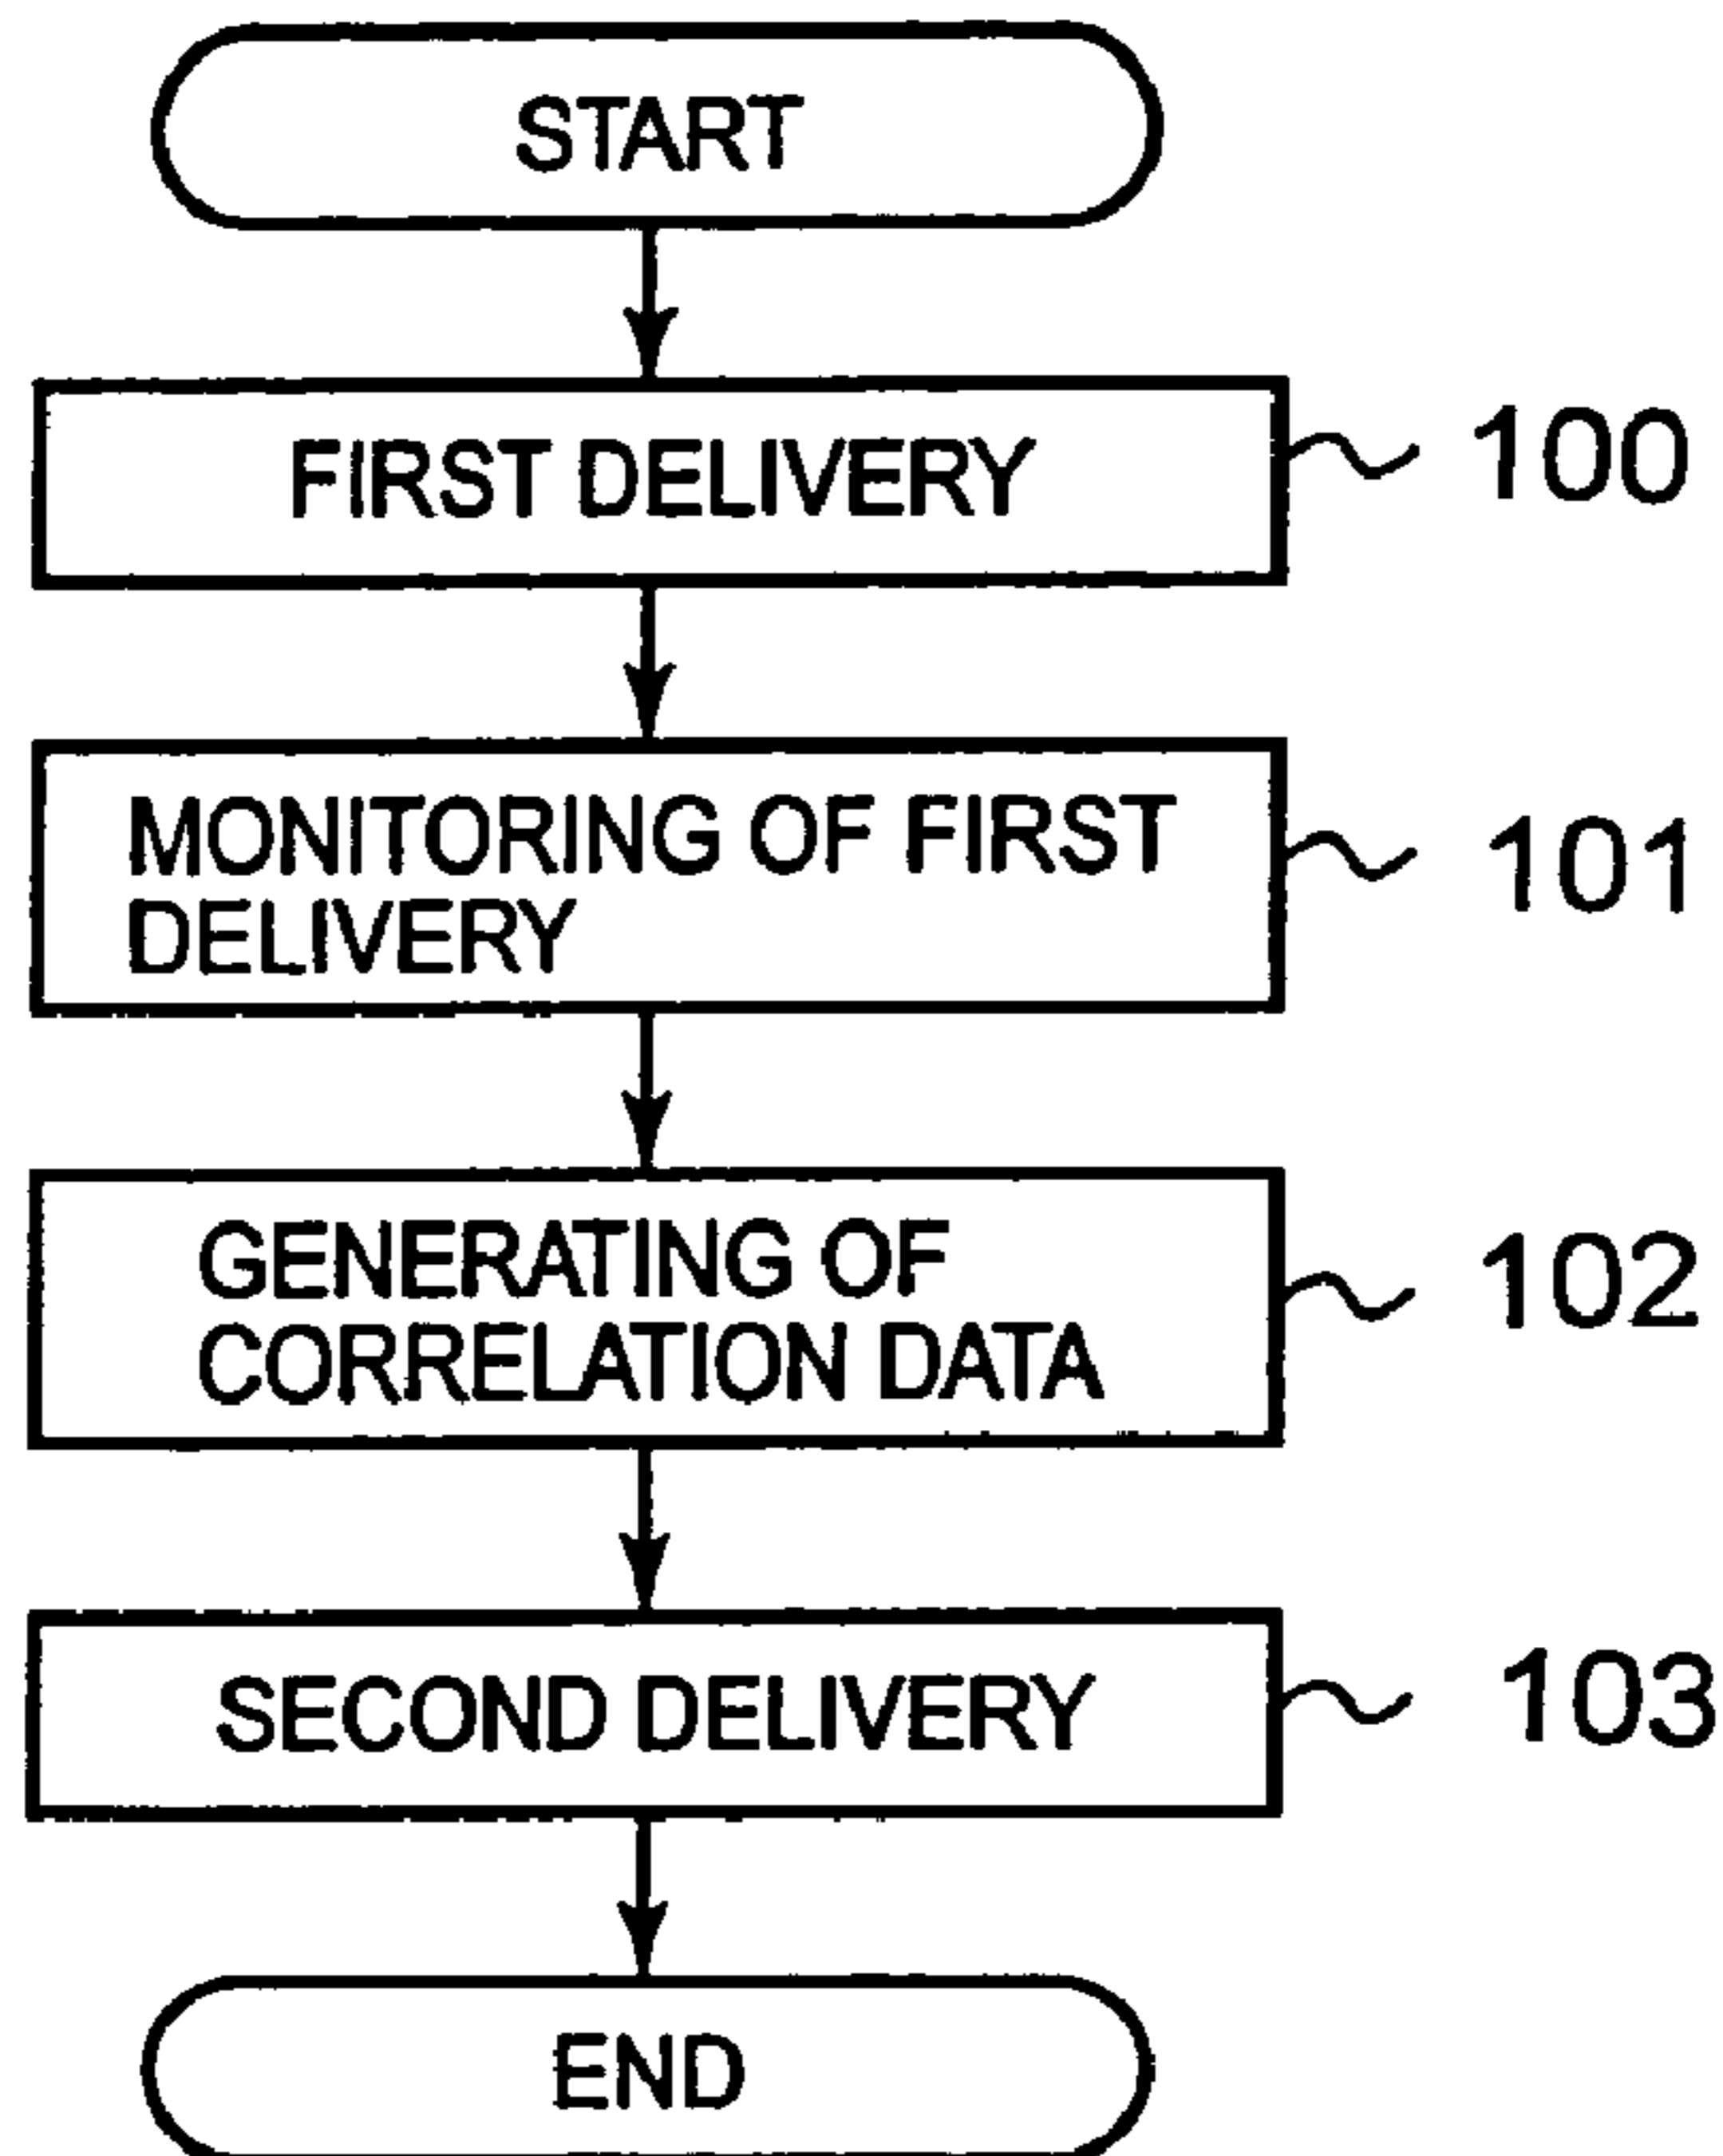 START
FIRST DELIVERY
100
MONITORING OF FIRST
DELIVERY
101
GENERATING OF
CORRELATION DATA
102
SECOND DELIVERY
103
END